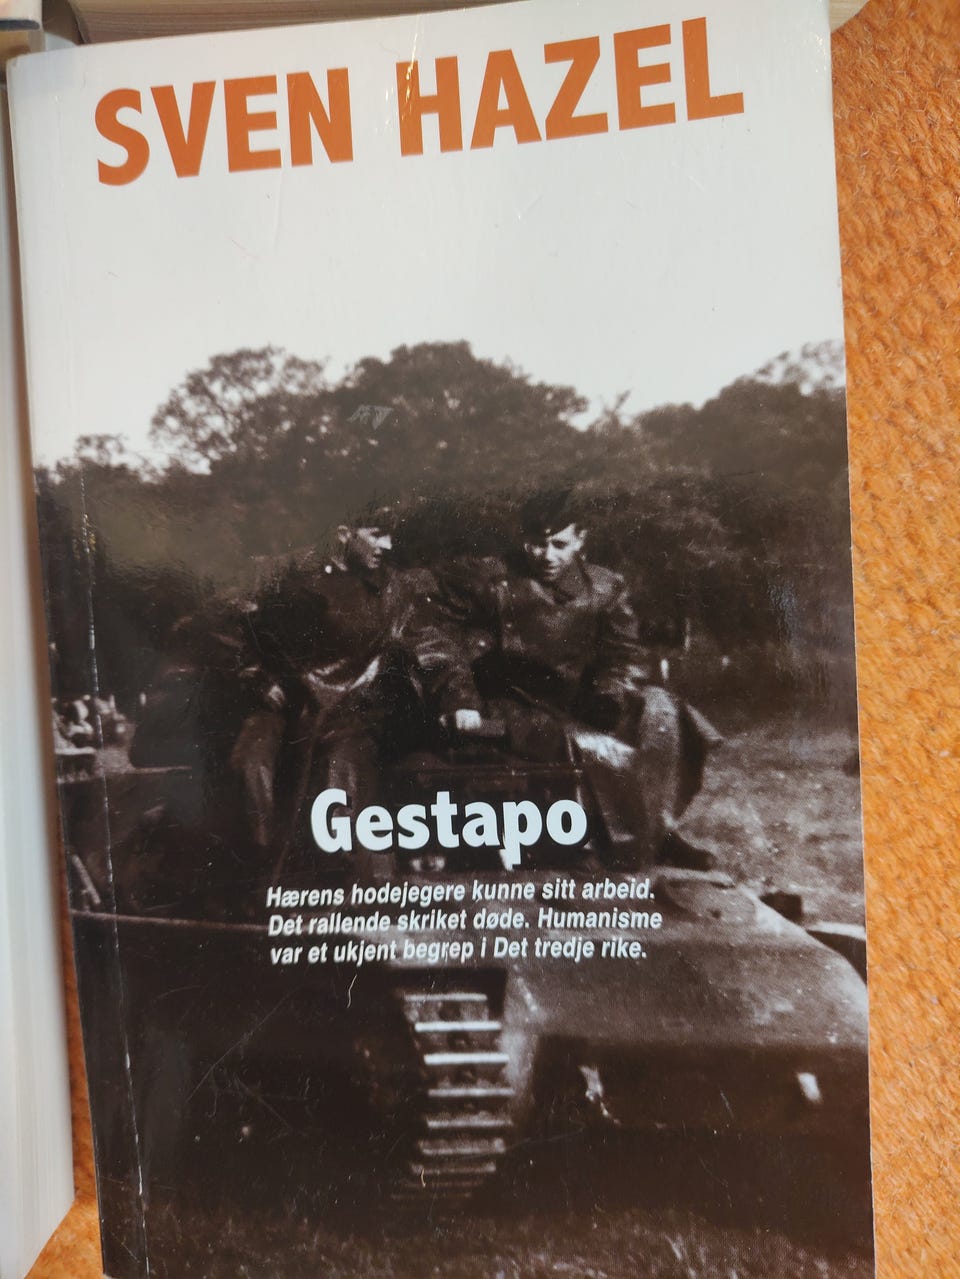 SVEN HAZEL
Gestapo
Hærens hodejegere kunne sitt arbeid.
Det rallende skriket døde. Humanisme
var et ukjent begrep i Det tredje rike.